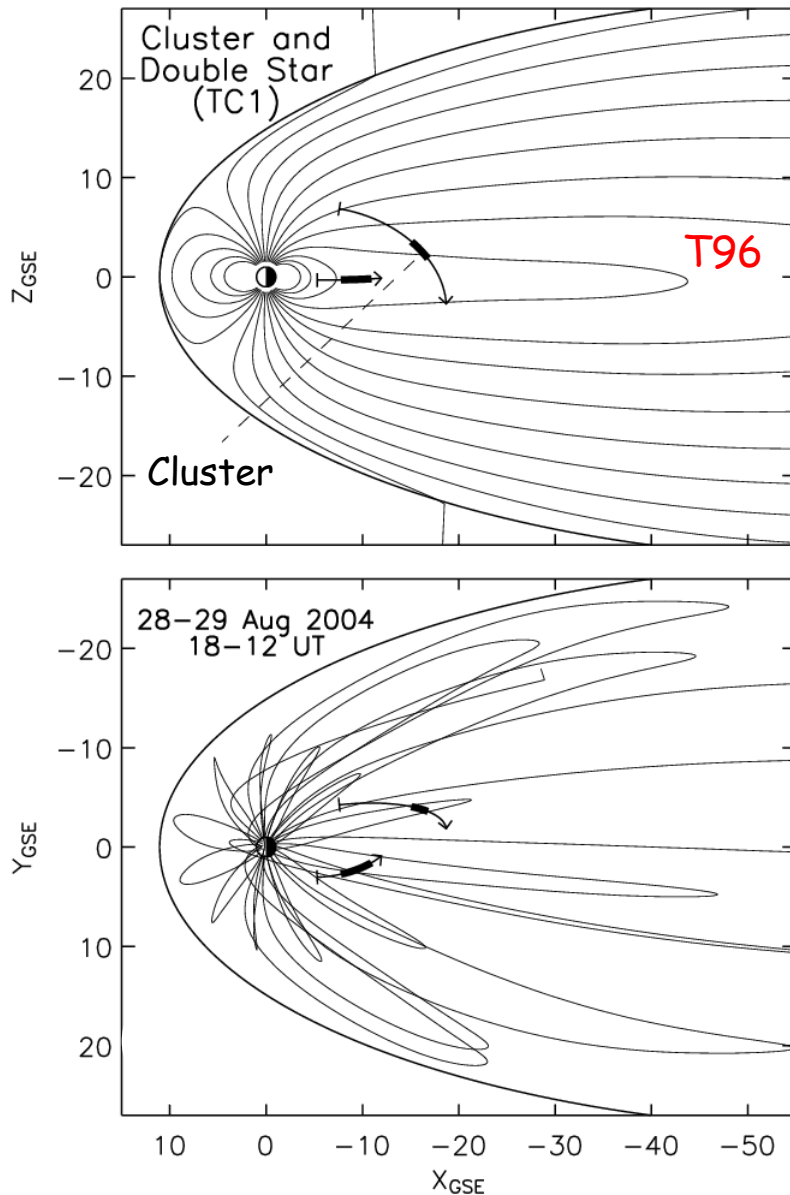 Cluster and
Double Star
(TC1)
20
10
0
−10
−20
Z_GSE
T96
Cluster
28−29 Aug 2004
18−12 UT
−20
−10
0
10
20
Y_GSE
10 0 −10 −20 −30 −40 −50
X_GSE